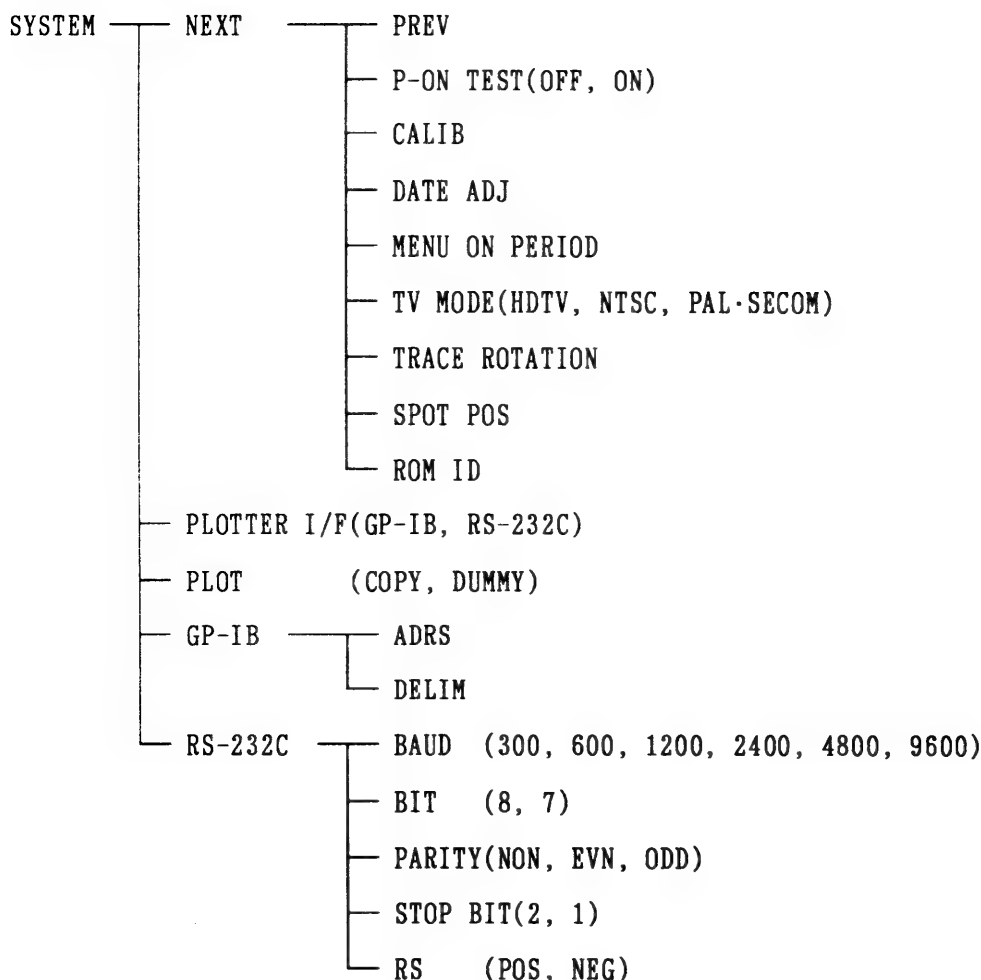 SYSTEM NEXT PREV
P-ON TEST(OFF, ON)
CALIB
DATE ADJ
MENU ON PERIOD
TV MODE(HDTV, NTSC, PAL·SECOM)
TRACE ROTATION
SPOT POS
ROM ID
PLOTTER I/F(GP-IB, RS-232C)
PLOT (COPY, DUMMY)
GP-IB ADRS
DELIM
RS-232C BAUD (300, 600, 1200, 2400, 4800, 9600)
BIT (8, 7)
PARITY(NON, EVN, ODD)
STOP BIT(2, 1)
RS (POS, NEG)